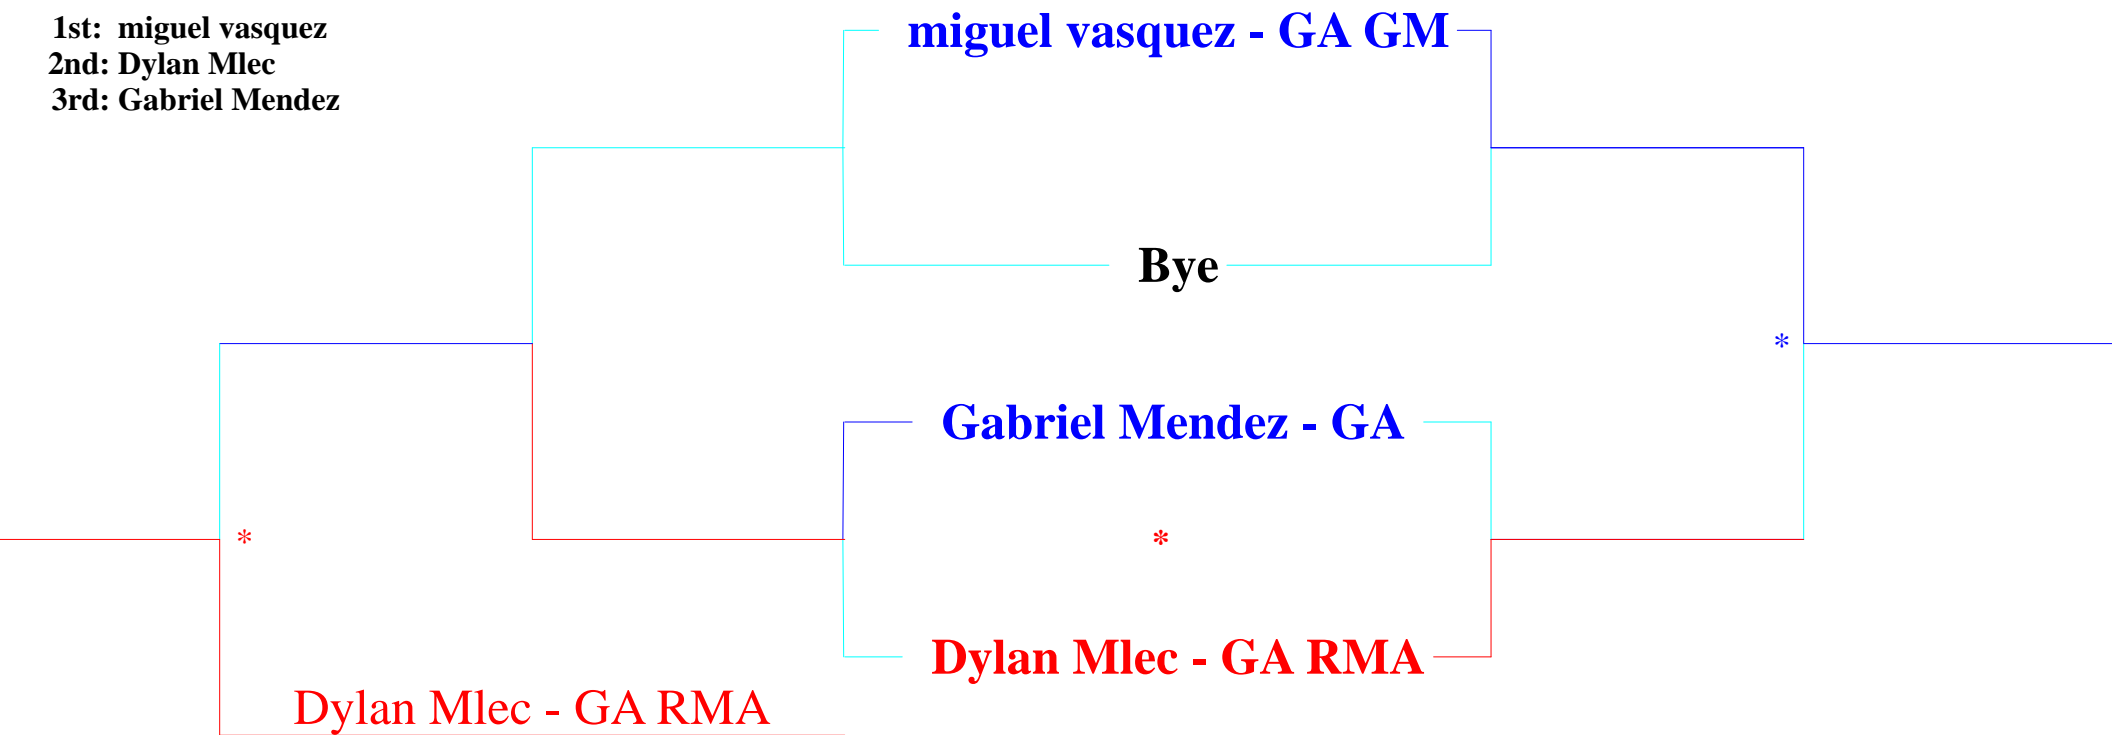 1st: miguel vasquez
2nd: Dylan Mlec
3rd: Gabriel Mendez
miguel vasquez - GA GM
Bye
*
Gabriel Mendez - GA
*
*
Dylan Mlec - GA RMA
Dylan Mlec - GA RMA